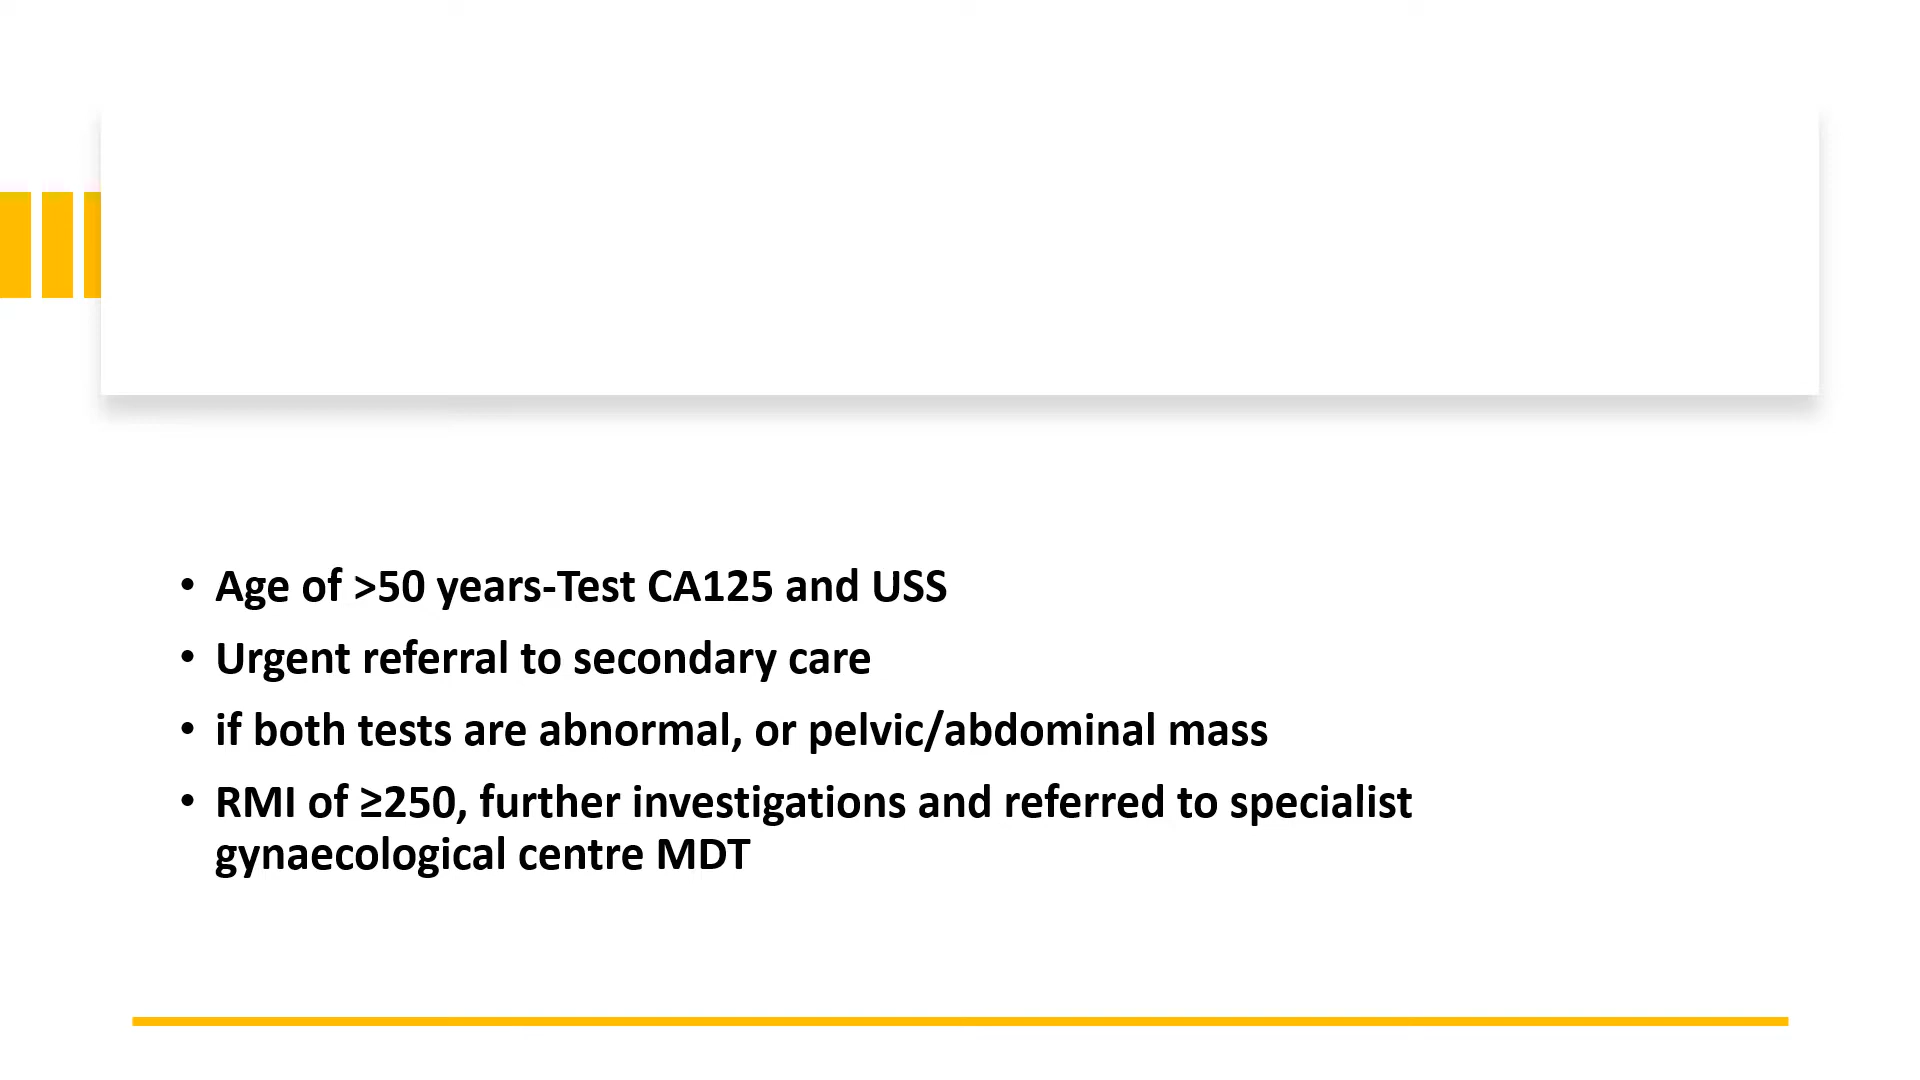 • Age of >50 years-Test CA125 and USS
• Urgent referral to secondary care
• if both tests are abnormal, or pelvic/abdominal mass
• RMI of ≥250, further investigations and referred to specialist
gynaecological centre MDT